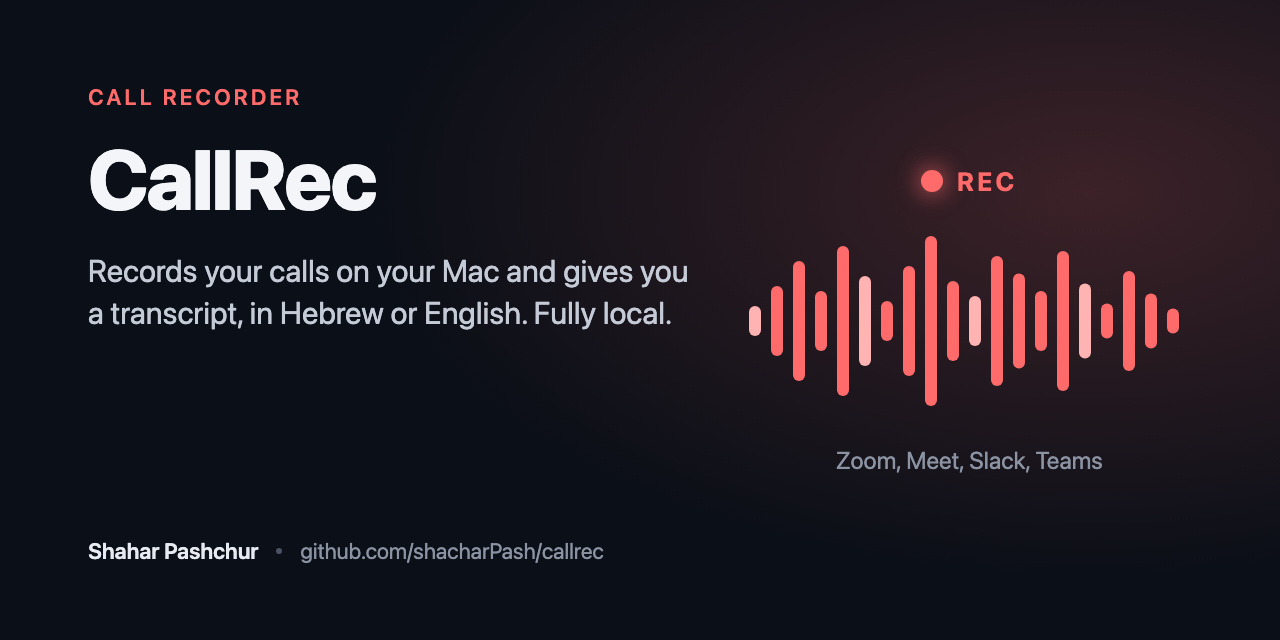 CALL RECORDER
CallRec
Records your calls on your Mac and gives you
a transcript, in Hebrew or English. Fully local.
REC
Zoom, Meet, Slack, Teams
Shahar Pashchur • github.com/shacharPash/callrec